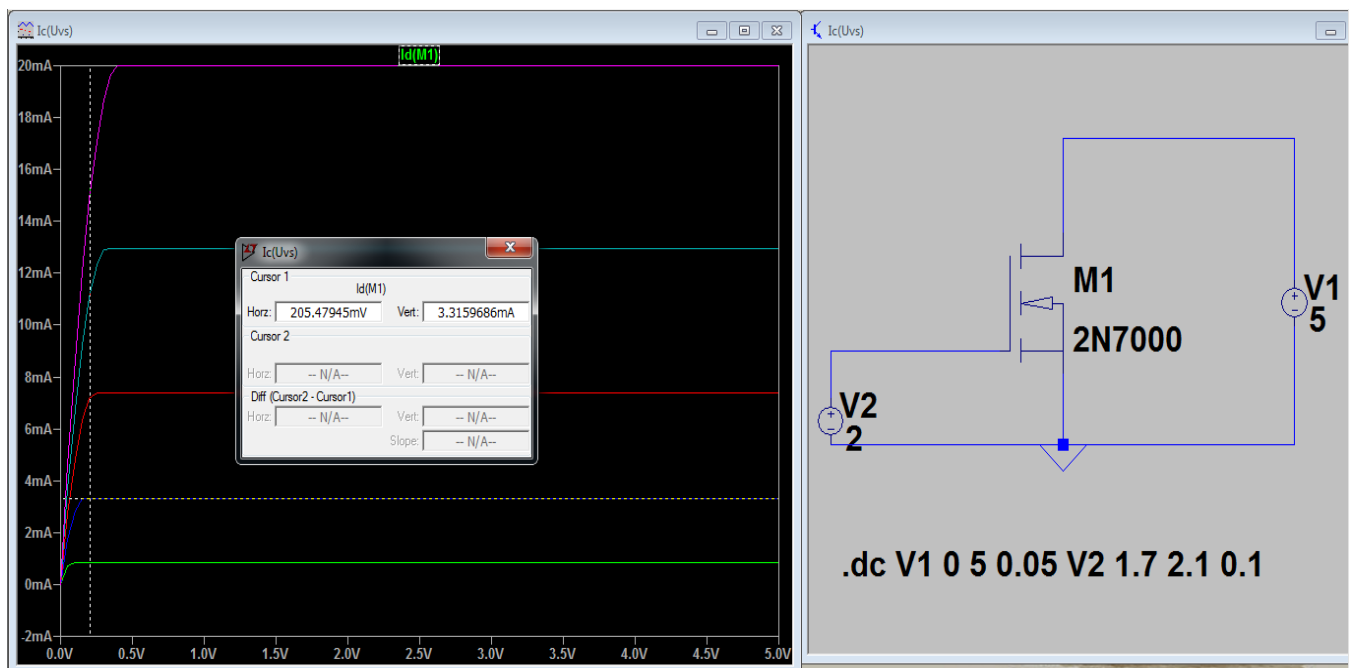 Ic(Uvs)
Id(M1)
20mA
18mA
16mA
14mA
12mA
10mA
8mA
6mA
4mA
2mA
0mA
-2mA
0.0V 0.5V 1.0V 1.5V 2.0V 2.5V 3.0V 3.5V 4.0V 4.5V 5.0V
Ic(Uvs)
Cursor 1
Id(M1)
Horz: 205.47945mV Vert: 3.3159686mA
Cursor 2
Horz: -- N/A-- Vert: -- N/A--
Diff (Cursor2 - Cursor1)
Horz: -- N/A-- Vert: -- N/A--
Slope: -- N/A--
Ic(Uvs)
M1
2N7000
V1
5
V2
2
.dc V1 0 5 0.05 V2 1.7 2.1 0.1